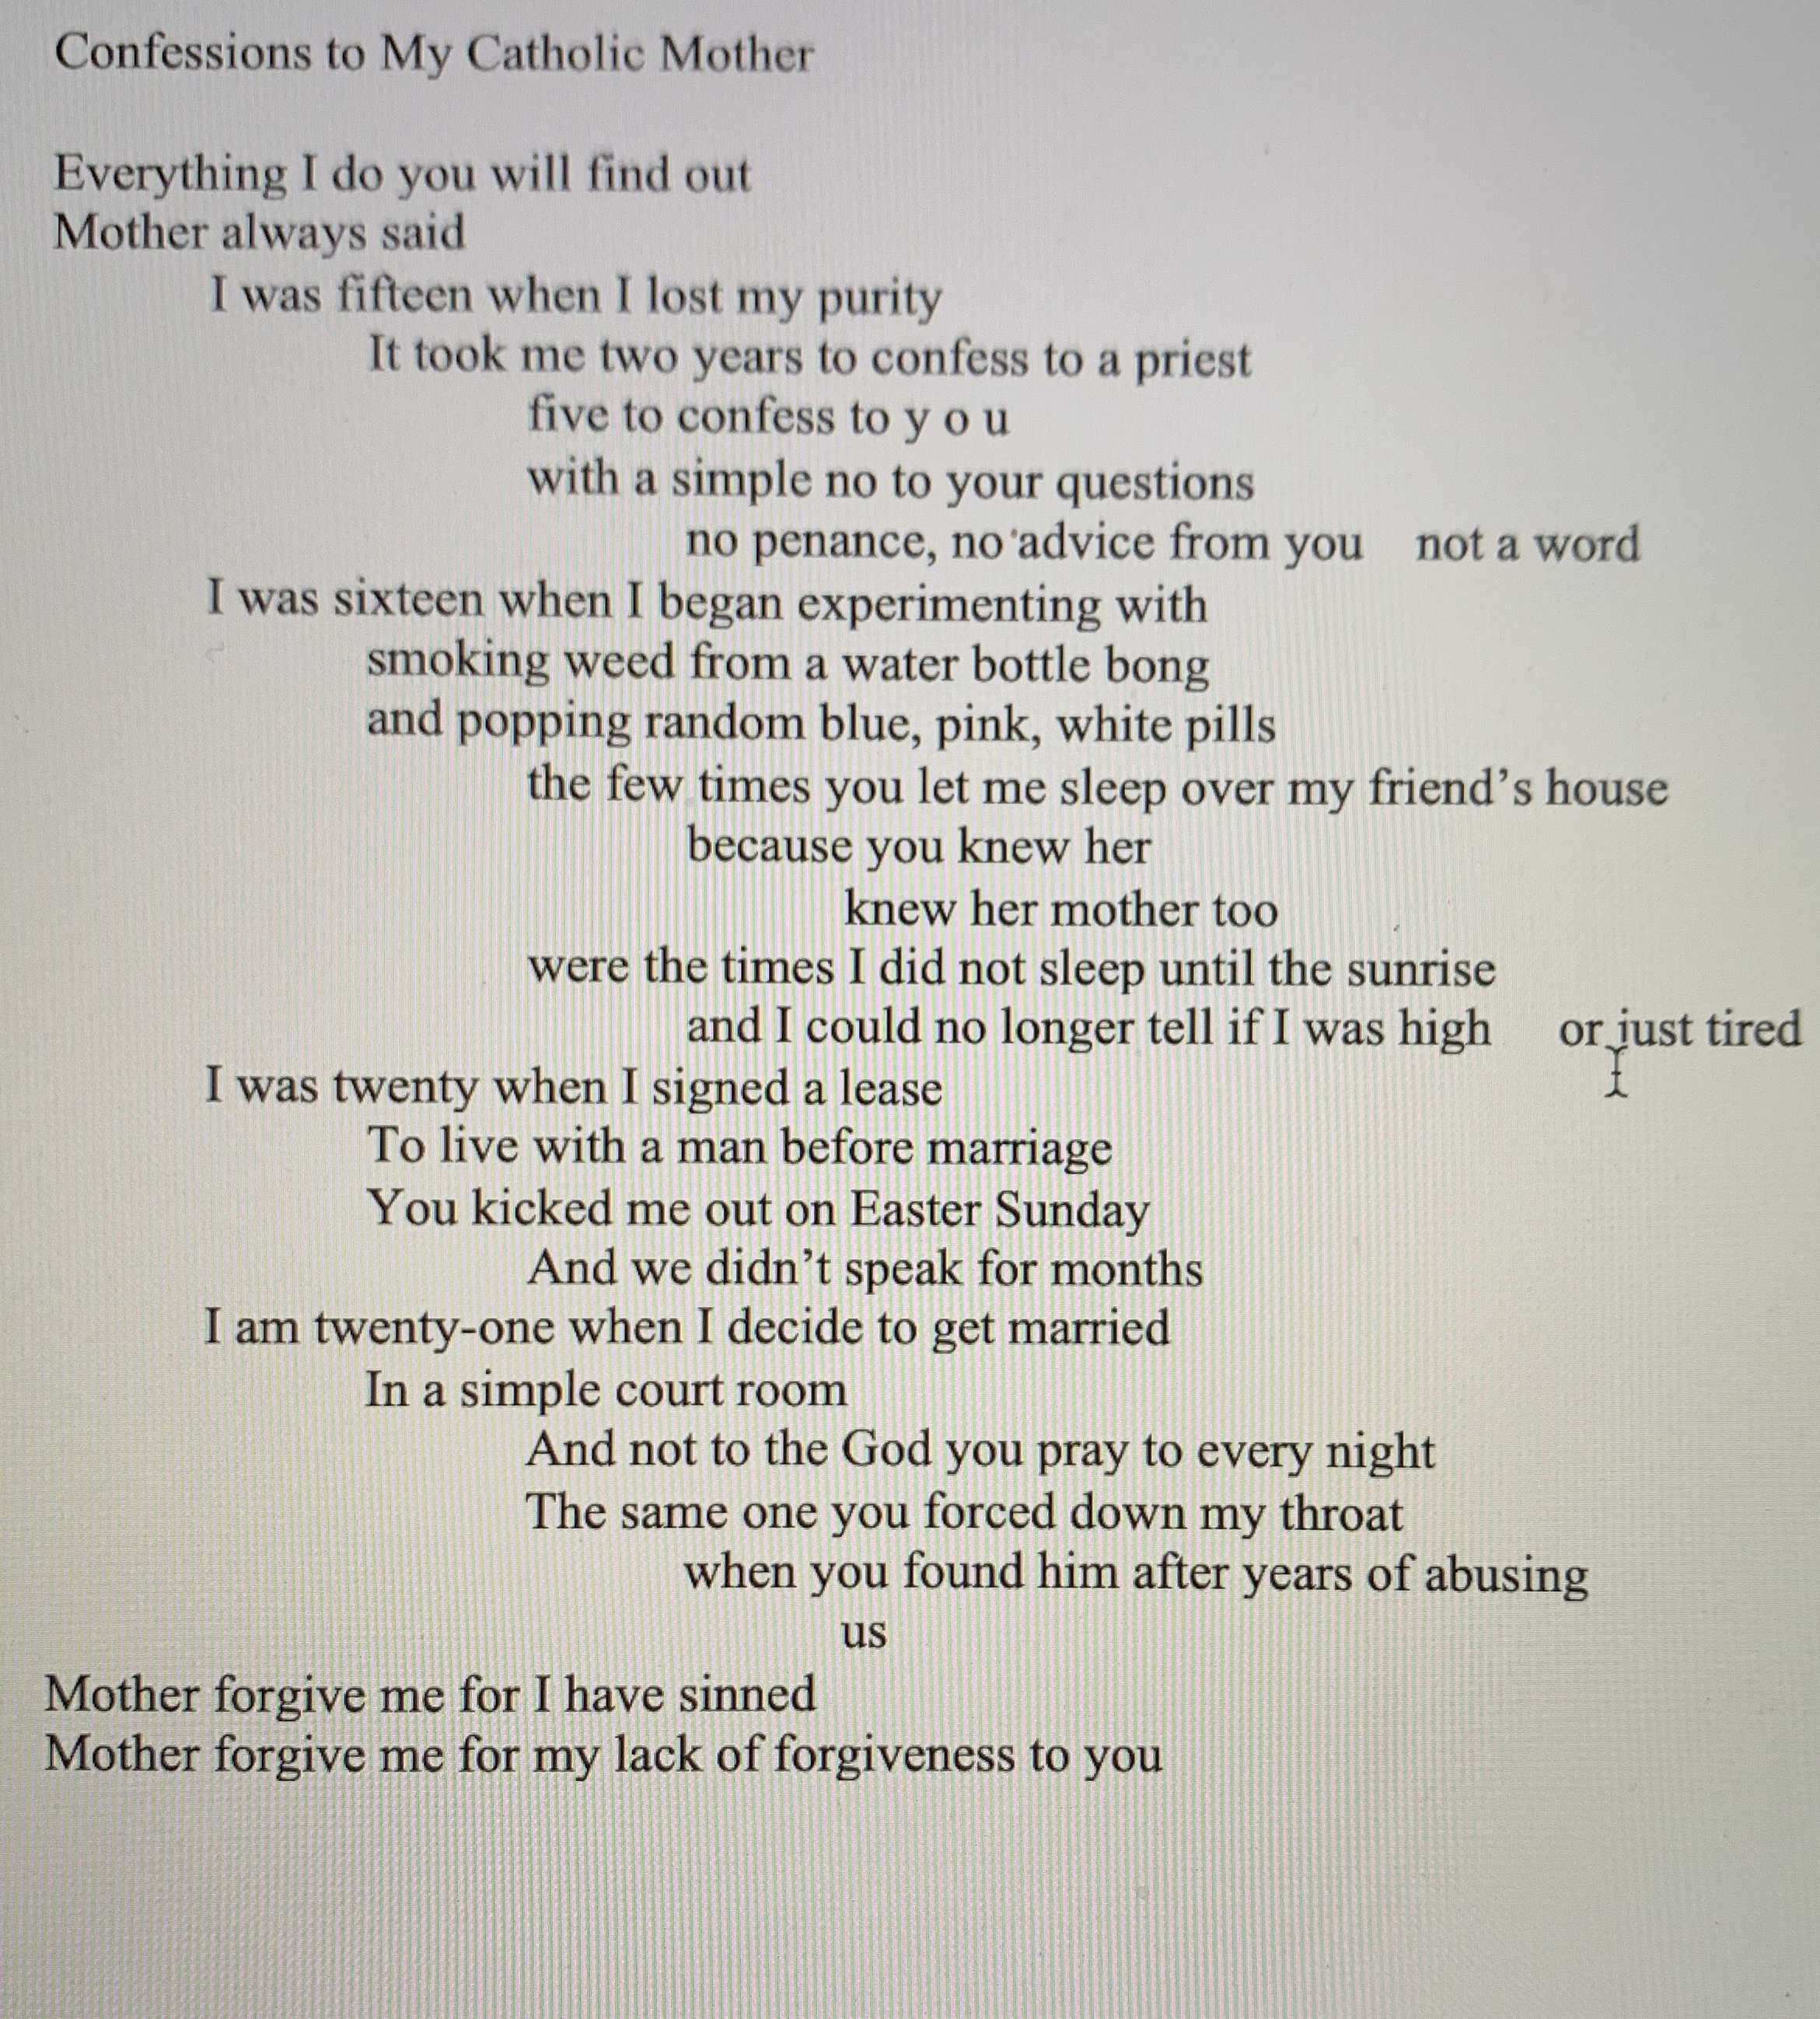 Confessions to My Catholic Mother
Everything I do you will find out
Mother always said
I was fifteen when I lost my purity
It took me two years to confess to a priest
five to confess to y o u
with a simple no to your questions
no penance, no advice from you not a word
I was sixteen when I began experimenting with
smoking weed from a water bottle bong
and popping random blue, pink, white pills
the few times you let me sleep over my friend’s house
because you knew her
knew her mother too
were the times I did not sleep until the sunrise
and I could no longer tell if I was high or just tired
I was twenty when I signed a lease
To live with a man before marriage
You kicked me out on Easter Sunday
And we didn’t speak for months
I am twenty-one when I decide to get married
In a simple court room
And not to the God you pray to every night
The same one you forced down my throat
when you found him after years of abusing
us
Mother forgive me for I have sinned
Mother forgive me for my lack of forgiveness to you